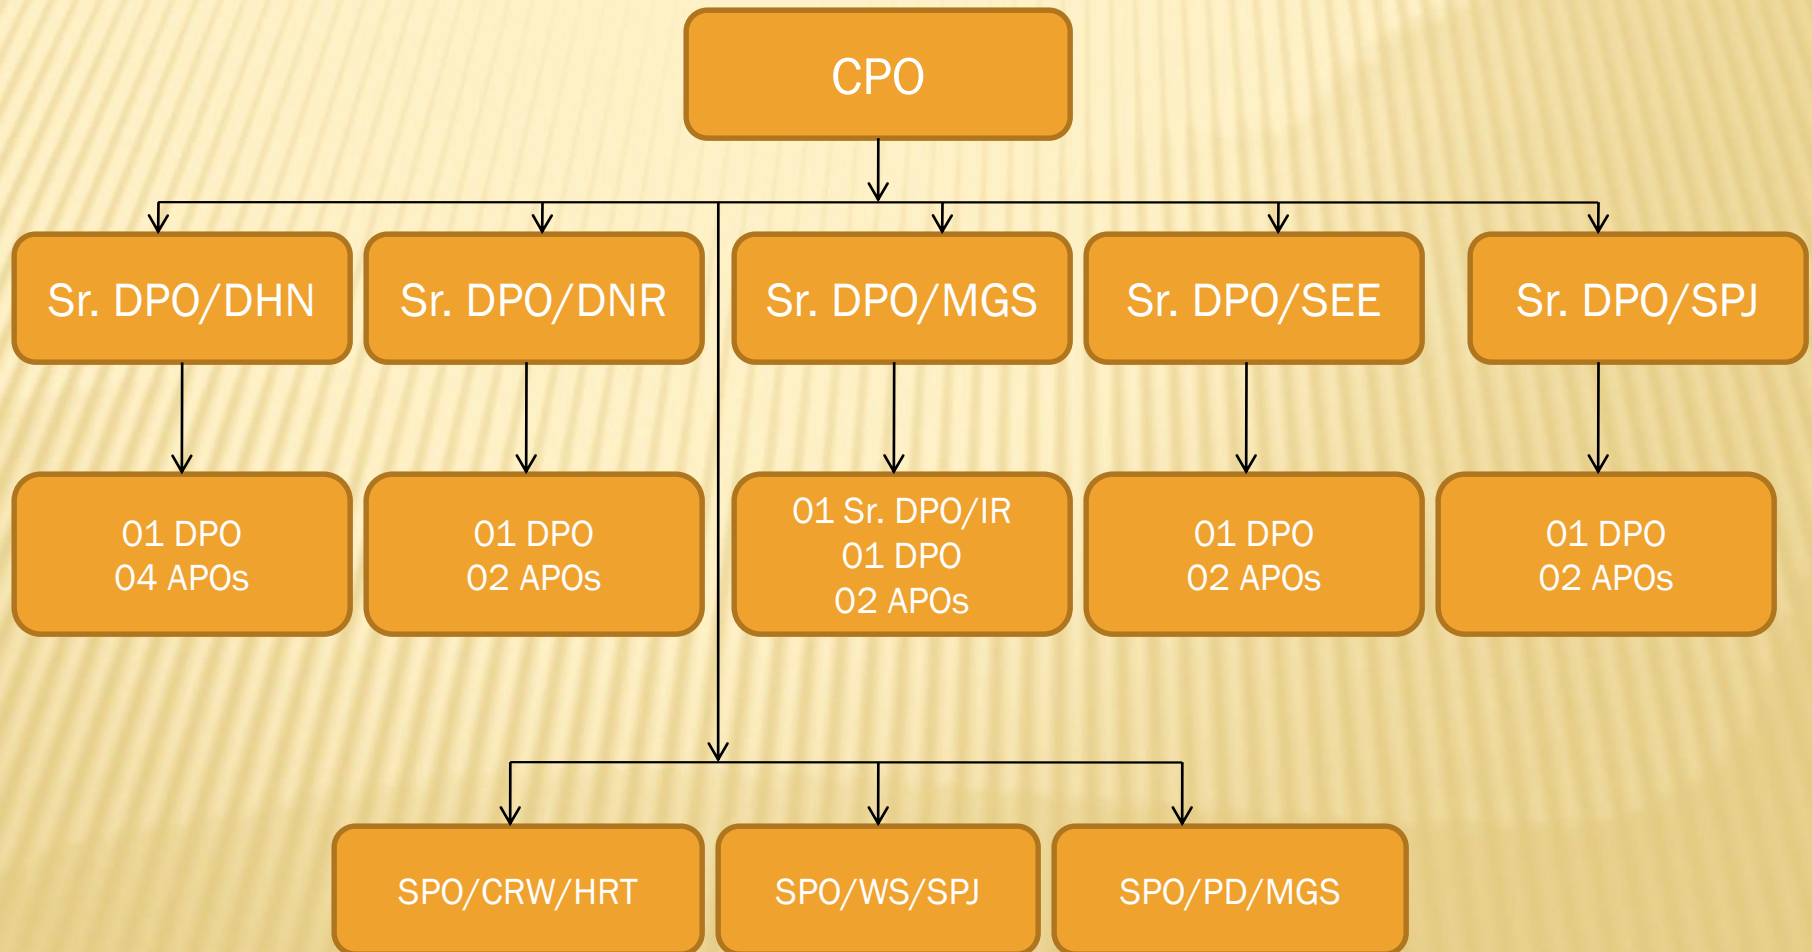 CPO
Sr. DPO/DHN
Sr. DPO/DNR
Sr. DPO/MGS
Sr. DPO/SEE
Sr. DPO/SPJ
01 DPO
04 APOs
01 DPO
02 APOs
01 Sr. DPO/IR
01 DPO
02 APOs
01 DPO
02 APOs
01 DPO
02 APOs
SPO/CRW/HRT
SPO/WS/SPJ
SPO/PD/MGS